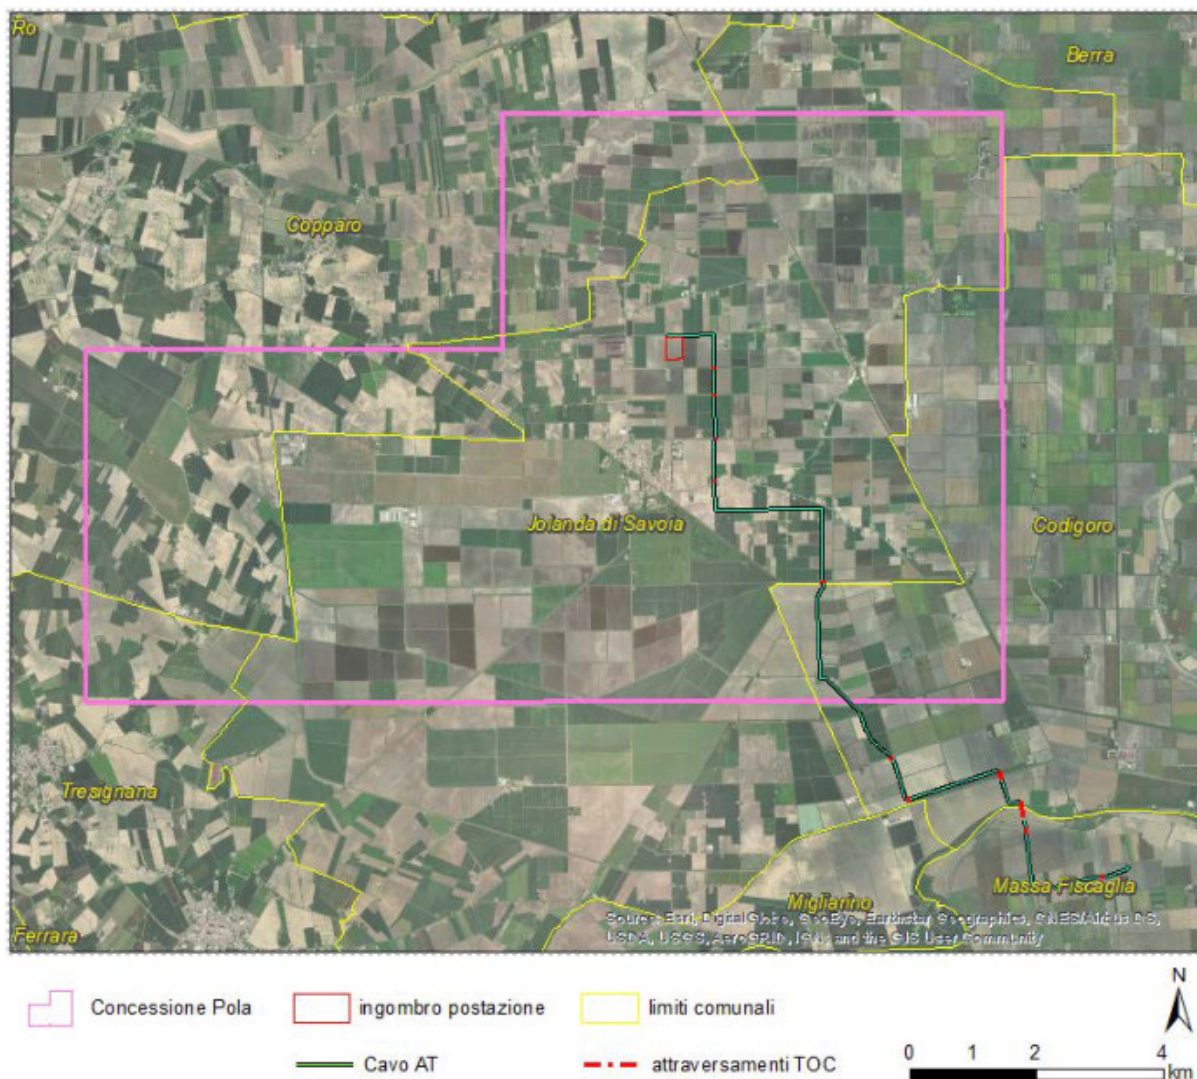 Ro
Berra
Copparo
Jolanda di Savoia
Codigoro
Tresignana
Massa Fiscaglia
Migliarino
Ferrara
Source: Esri, DigitalGlobe, GeoEye, Earthstar Geographics, CNES/Airbus DS,
USDA, USGS, AeroGRID, IGN, and the GIS User Community
Concessione Pola
ingombro postazione
limiti comunali
N
Cavo AT
attraversamenti TOC
0 1 2 4
km